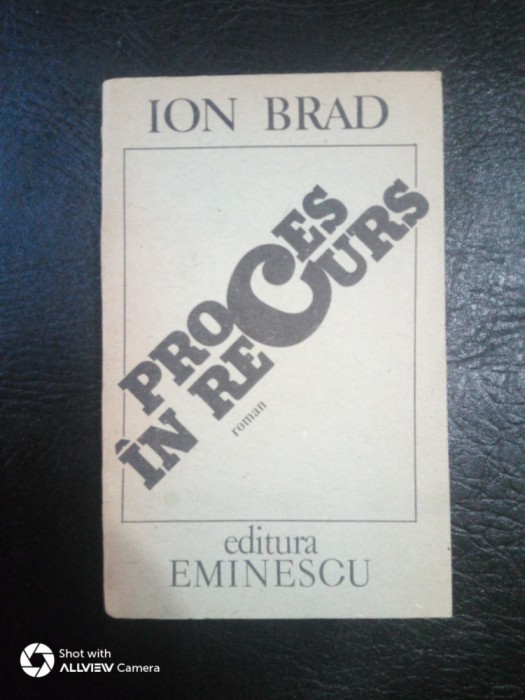 ION BRAD
PROCES
ÎN RECURS
roman
editura
EMINESCU
Shot with
ALLVIEW Camera